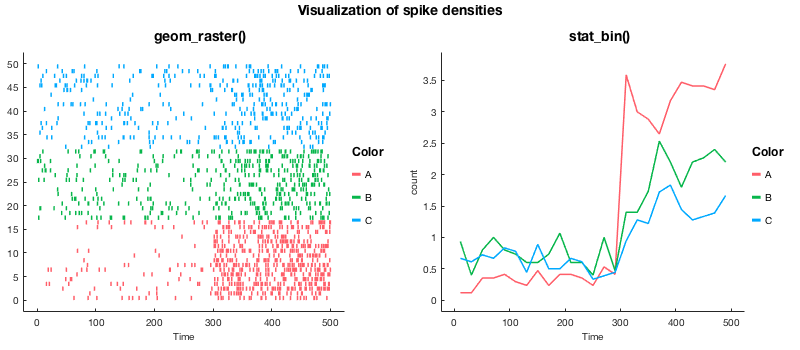 Visualization of spike densities
geom_raster()
50
45
40
35
30
25
20
15
10
5
0
0 100 200 300 400 500
Time
Color
A
B
C
stat_bin()
count
3.5
3
2.5
2
1.5
1
0.5
0
0 100 200 300 400 500
Time
Color
A
B
C